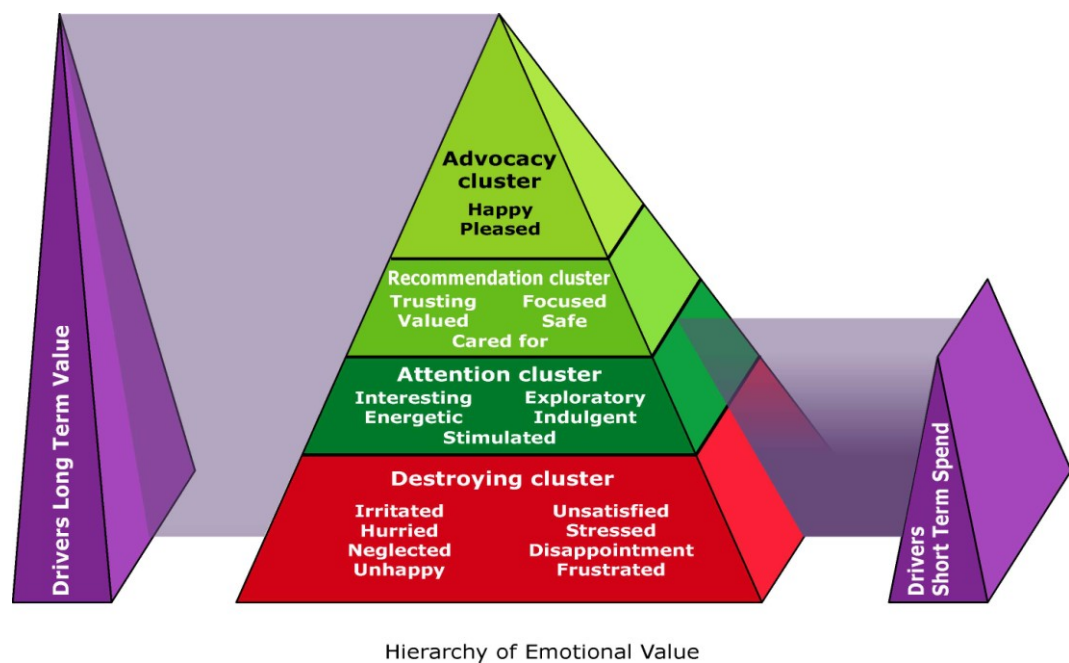 Drivers Long Term Value
Advocacy
cluster
Happy
Pleased
Recommendation cluster
Trusting Focused
Valued Safe
Cared for
Attention cluster
Interesting Exploratory
Energetic Indulgent
Stimulated
Destroying cluster
Irritated Unsatisfied
Hurried Stressed
Neglected Disappointment
Unhappy Frustrated
Drivers
Short Term Spend
Hierarchy of Emotional Value